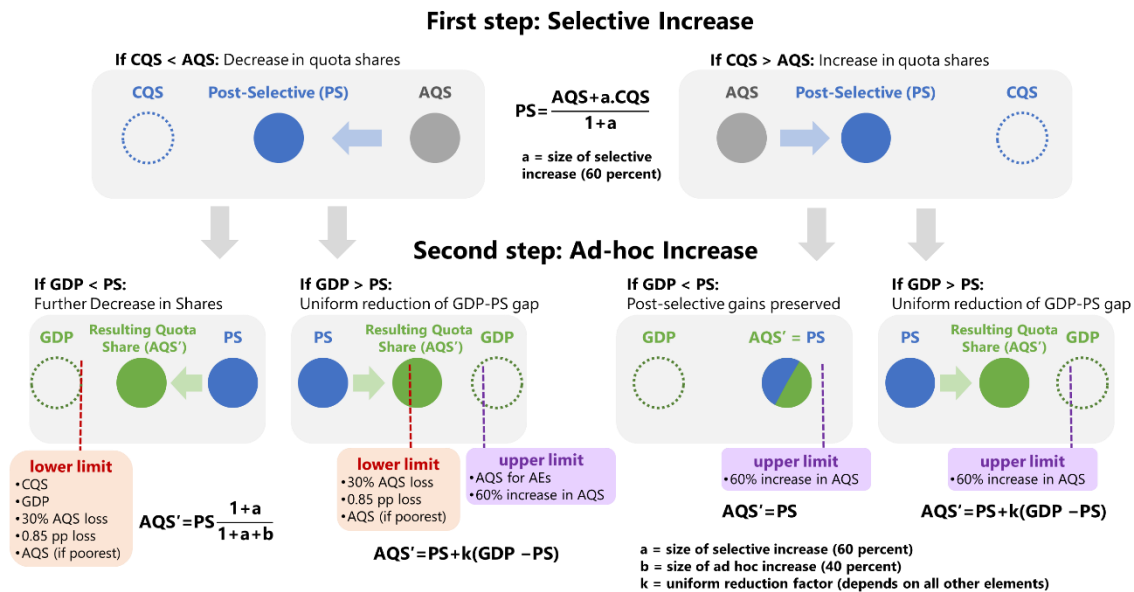 First step: Selective Increase
If CQS < AQS: Decrease in quota shares
CQS
Post-Selective (PS)
AQS
PS=
AQS+a.CQS
1+a
a = size of selective
increase (60 percent)
If CQS > AQS: Increase in quota shares
AQS
Post-Selective (PS)
CQS
Second step: Ad-hoc Increase
If GDP < PS:
Further Decrease in Shares
GDP
Resulting Quota
Share (AQS’)
PS
lower limit
•CQS
•GDP
•30% AQS loss
•0.85 pp loss
•AQS (if poorest)
AQS’=PS
1+a
1+a+b
If GDP > PS:
Uniform reduction of GDP-PS gap
PS
Resulting Quota
Share (AQS’)
GDP
lower limit
•30% AQS loss
•0.85 pp loss
•AQS (if poorest)
upper limit
•AQS for AEs
•60% increase in AQS
AQS’=PS+k(GDP –PS)
If GDP < PS:
Post-selective gains preserved
GDP
AQS’ = PS
upper limit
•60% increase in AQS
AQS’=PS
If GDP > PS:
Uniform reduction of GDP-PS gap
PS
Resulting Quota
Share (AQS’)
GDP
upper limit
•60% increase in AQS
AQS’=PS+k(GDP –PS)
a = size of selective increase (60 percent)
b = size of ad hoc increase (40 percent)
k = uniform reduction factor (depends on all other elements)